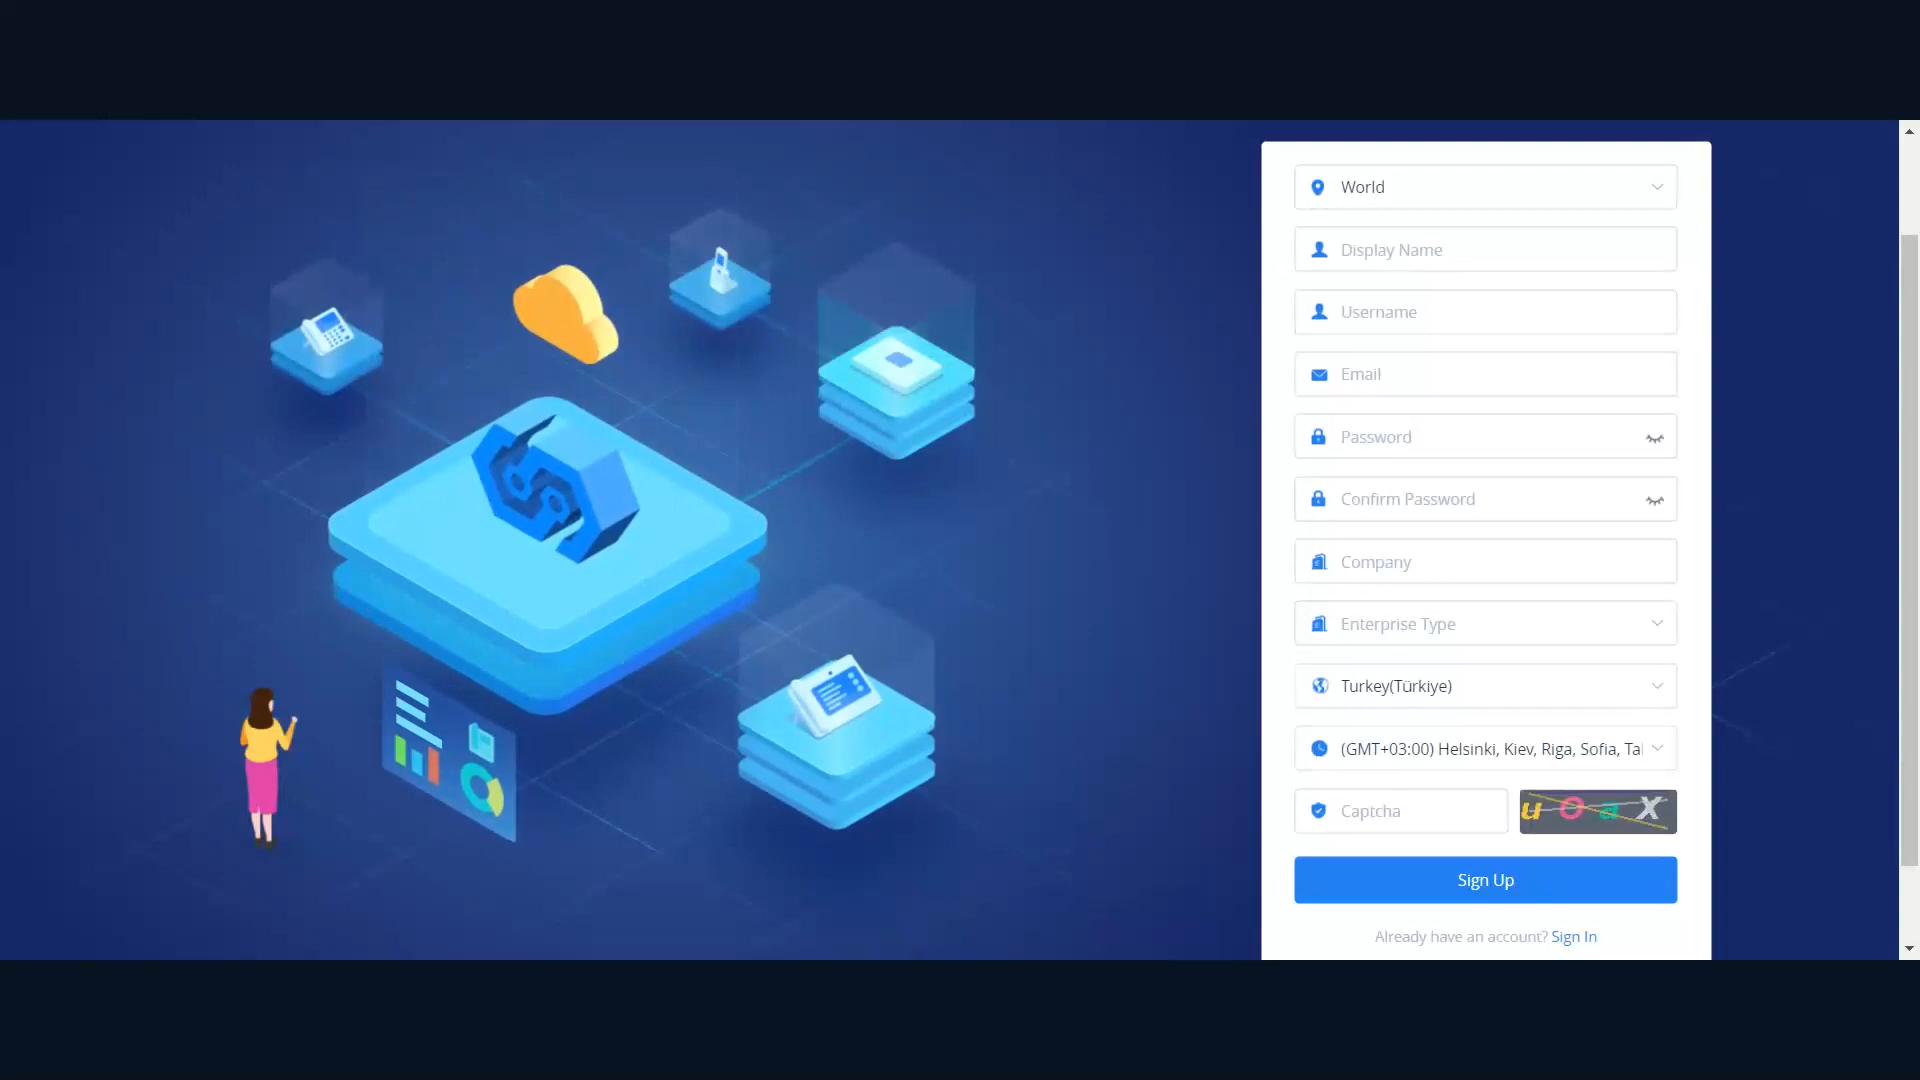 World
Display Name
Username
Email
Password
Confirm Password
Company
Enterprise Type
Turkey(Türkiye)
(GMT+03:00) Helsinki, Kiev, Riga, Sofia, Tal
Captcha
u O a X
Sign Up
Already have an account? Sign In